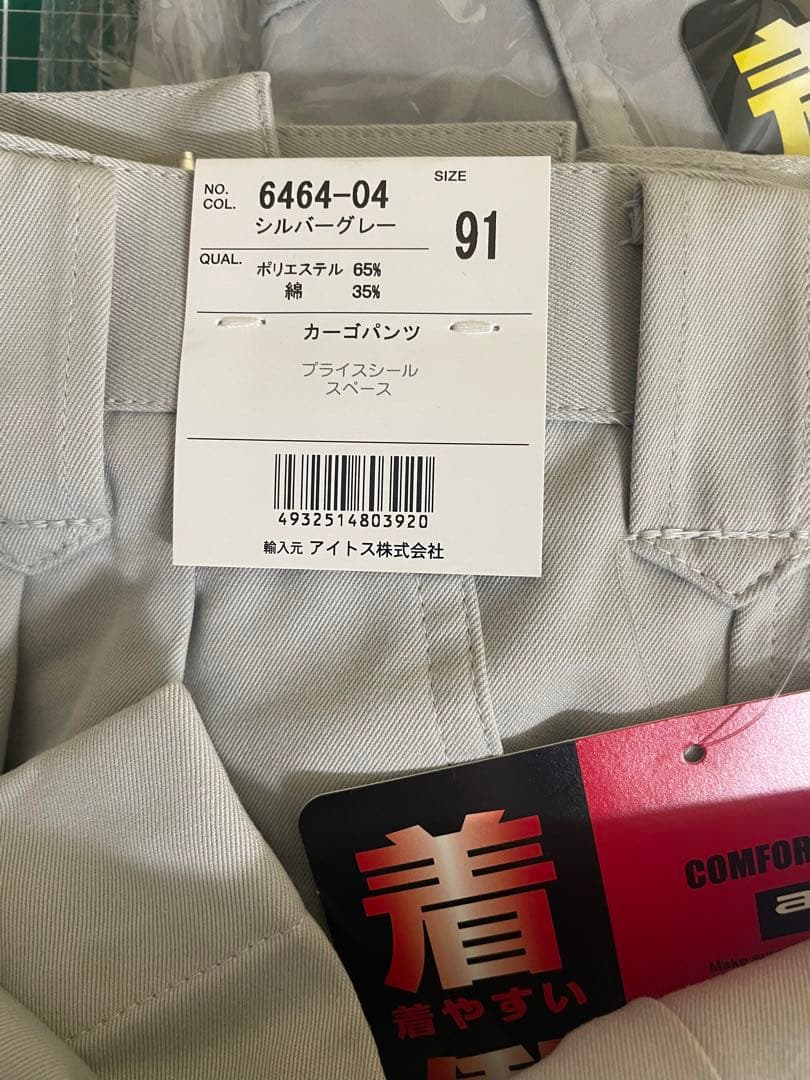 着
NO.
COL.
6464-04
シルバーグレー
SIZE
91
QUAL.
ポリエステル 65%
綿 35%
カーゴパンツ
プライスシール
スペース
4932514803920
輸入元 アイトス株式会社
COMFOR
a
着
着やすい
Make